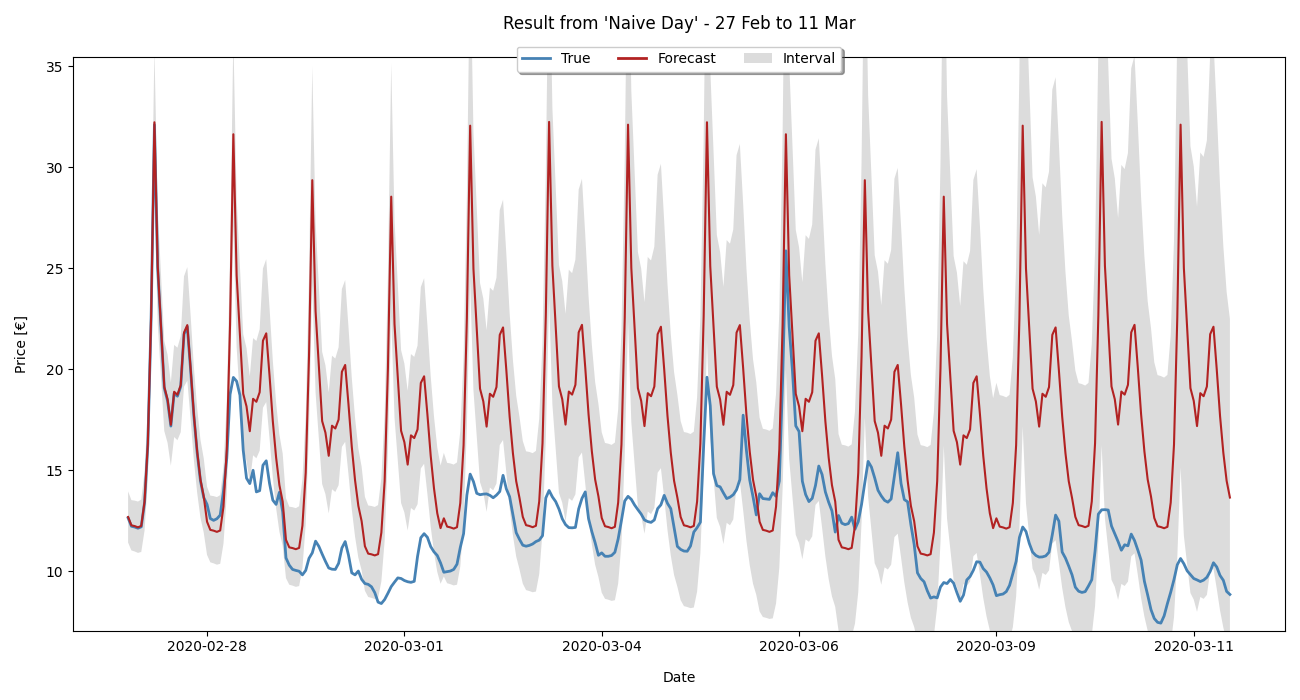 Result from 'Naive Day' - 27 Feb to 11 Mar
True Forecast Interval
Price [€]
35
30
25
20
15
10
2020-02-28 2020-03-01 2020-03-04 2020-03-06 2020-03-09 2020-03-11
Date